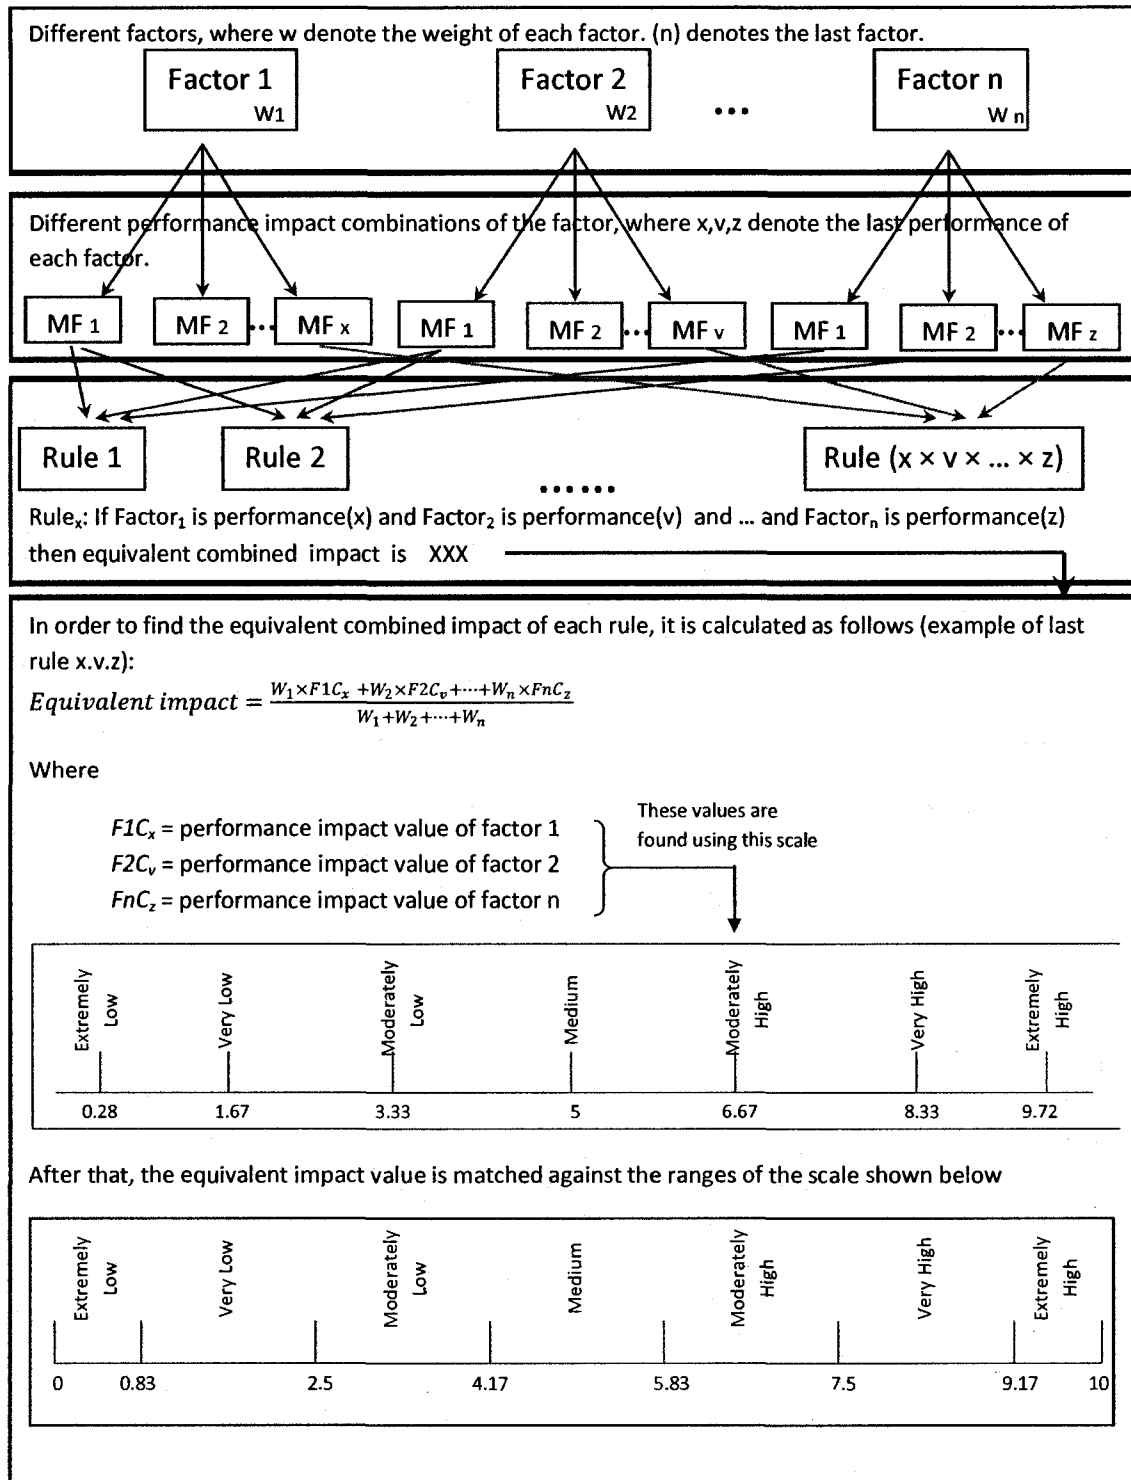 Different factors, where w denote the weight of each factor. (n) denotes the last factor.
Factor 1
W1
Factor 2
W2
...
Factor n
W n
Different performance impact combinations of the factor, where x,v,z denote the last performance of
each factor.
MF 1
MF 2
...
MF x
MF 1
MF 2
...
MF v
MF 1
MF 2
...
MF z
Rule 1
Rule 2
......
Rule (x × v × ... × z)
Ruleₓ: If Factor₁ is performance(x) and Factor₂ is performance(v) and ... and Factorₙ is performance(z)
then equivalent combined impact is XXX
In order to find the equivalent combined impact of each rule, it is calculated as follows (example of last
rule x.v.z):
Equivalent impact = (W₁×F1Cₓ +W₂×F2Cᵥ+⋯+Wₙ×FnC_z) / (W₁+W₂+⋯+Wₙ)
Where
F1Cₓ = performance impact value of factor 1
F2Cᵥ = performance impact value of factor 2
FnC_z = performance impact value of factor n
These values are
found using this scale
Extremely
Low
Very Low
Moderately
Low
Medium
Moderately
High
Very High
Extremely
High
0.28 1.67 3.33 5 6.67 8.33 9.72
After that, the equivalent impact value is matched against the ranges of the scale shown below
Extremely
Low
Very Low
Moderately
Low
Medium
Moderately
High
Very High
Extremely
High
0 0.83 2.5 4.17 5.83 7.5 9.17 10